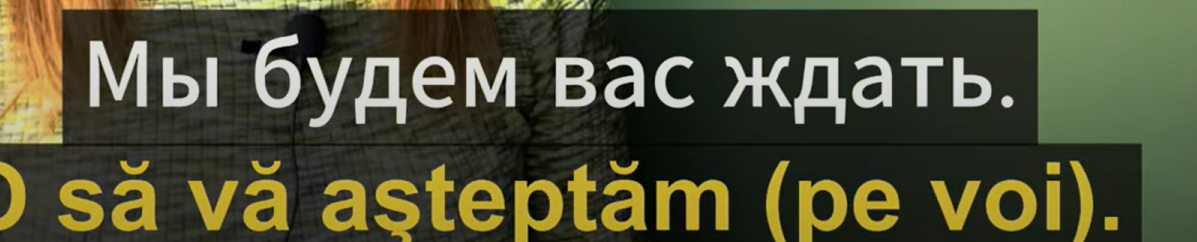 Мы будем вас ждать.
O să vă aşteptăm (pe voi).